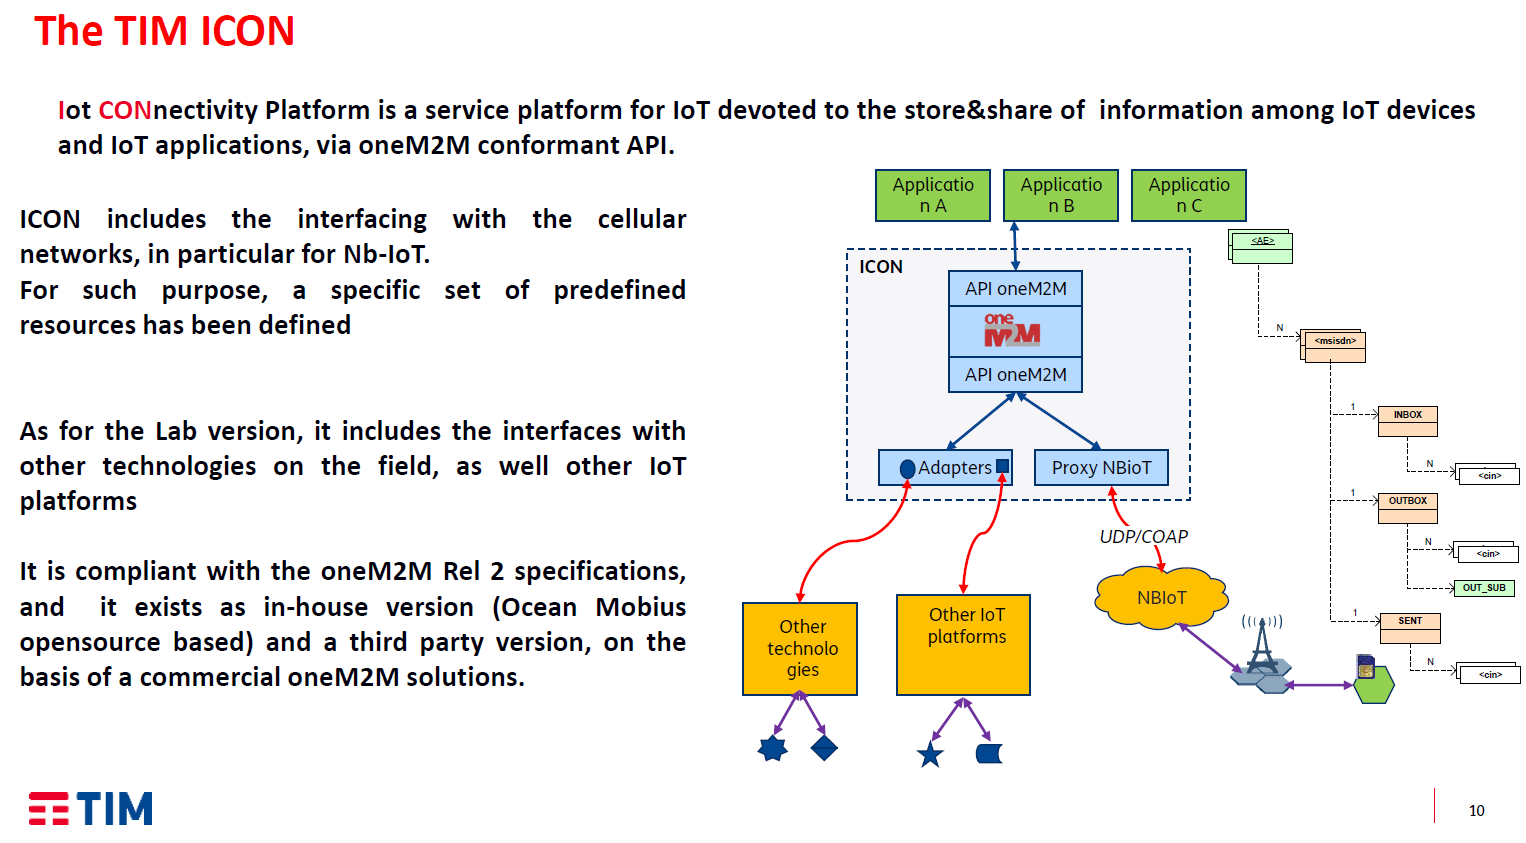 The TIM ICON
Iot CONnectivity Platform is a service platform for IoT devoted to the store&share of  information among IoT devices
and IoT applications, via oneM2M conformant API.
ICON includes the interfacing with the cellular
networks, in particular for Nb-IoT.
For such purpose, a specific set of predefined
resources has been defined
As for the Lab version, it includes the interfaces with
other technologies on the field, as well other IoT
platforms
It is compliant with the oneM2M Rel 2 specifications,
and  it exists as in-house version (Ocean Mobius
opensource based) and a third party version, on the
basis of a commercial oneM2M solutions.
Applicatio
n A
Applicatio
n B
Applicatio
n C
ICON
API oneM2M
one
M2M
API oneM2M
Adapters
Proxy NBioT
UDP/COAP
Other
technolo
gies
Other IoT
platforms
NBIoT
<AE>
N
<msisdn>
1
INBOX
N
<cin>
1
OUTBOX
N
<cin>
OUT_SUB
1
SENT
N
<cin>
TIM
10